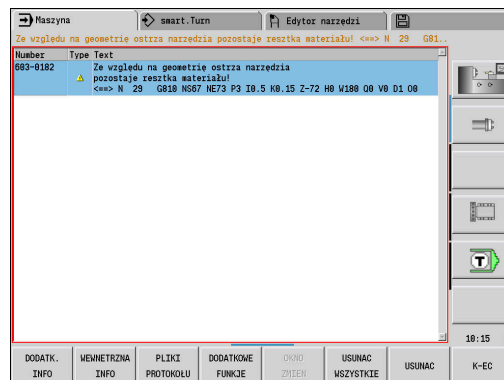 Maszyna
smart.Turn
Edytor narzędzi
Ze względu na geometrię ostrza narzędzia pozostaje resztka materiału! <==> N 29 G81..
Number Type Text
603-0182 Ze względu na geometrię ostrza narzędzia
pozostaje resztka materiału!
<==> N 29 G810 NS67 NE73 P3 I0.5 K0.15 Z-72 H0 W180 Q0 V0 D1 O0
T
10:15
DODATK. INFO
WEWNETRZNA INFO
PLIKI PROTOKOŁU
DODATKOWE FUNKJE
OKNO ZMIEN
USUNAC WSZYSTKIE
USUNAC
K-EC